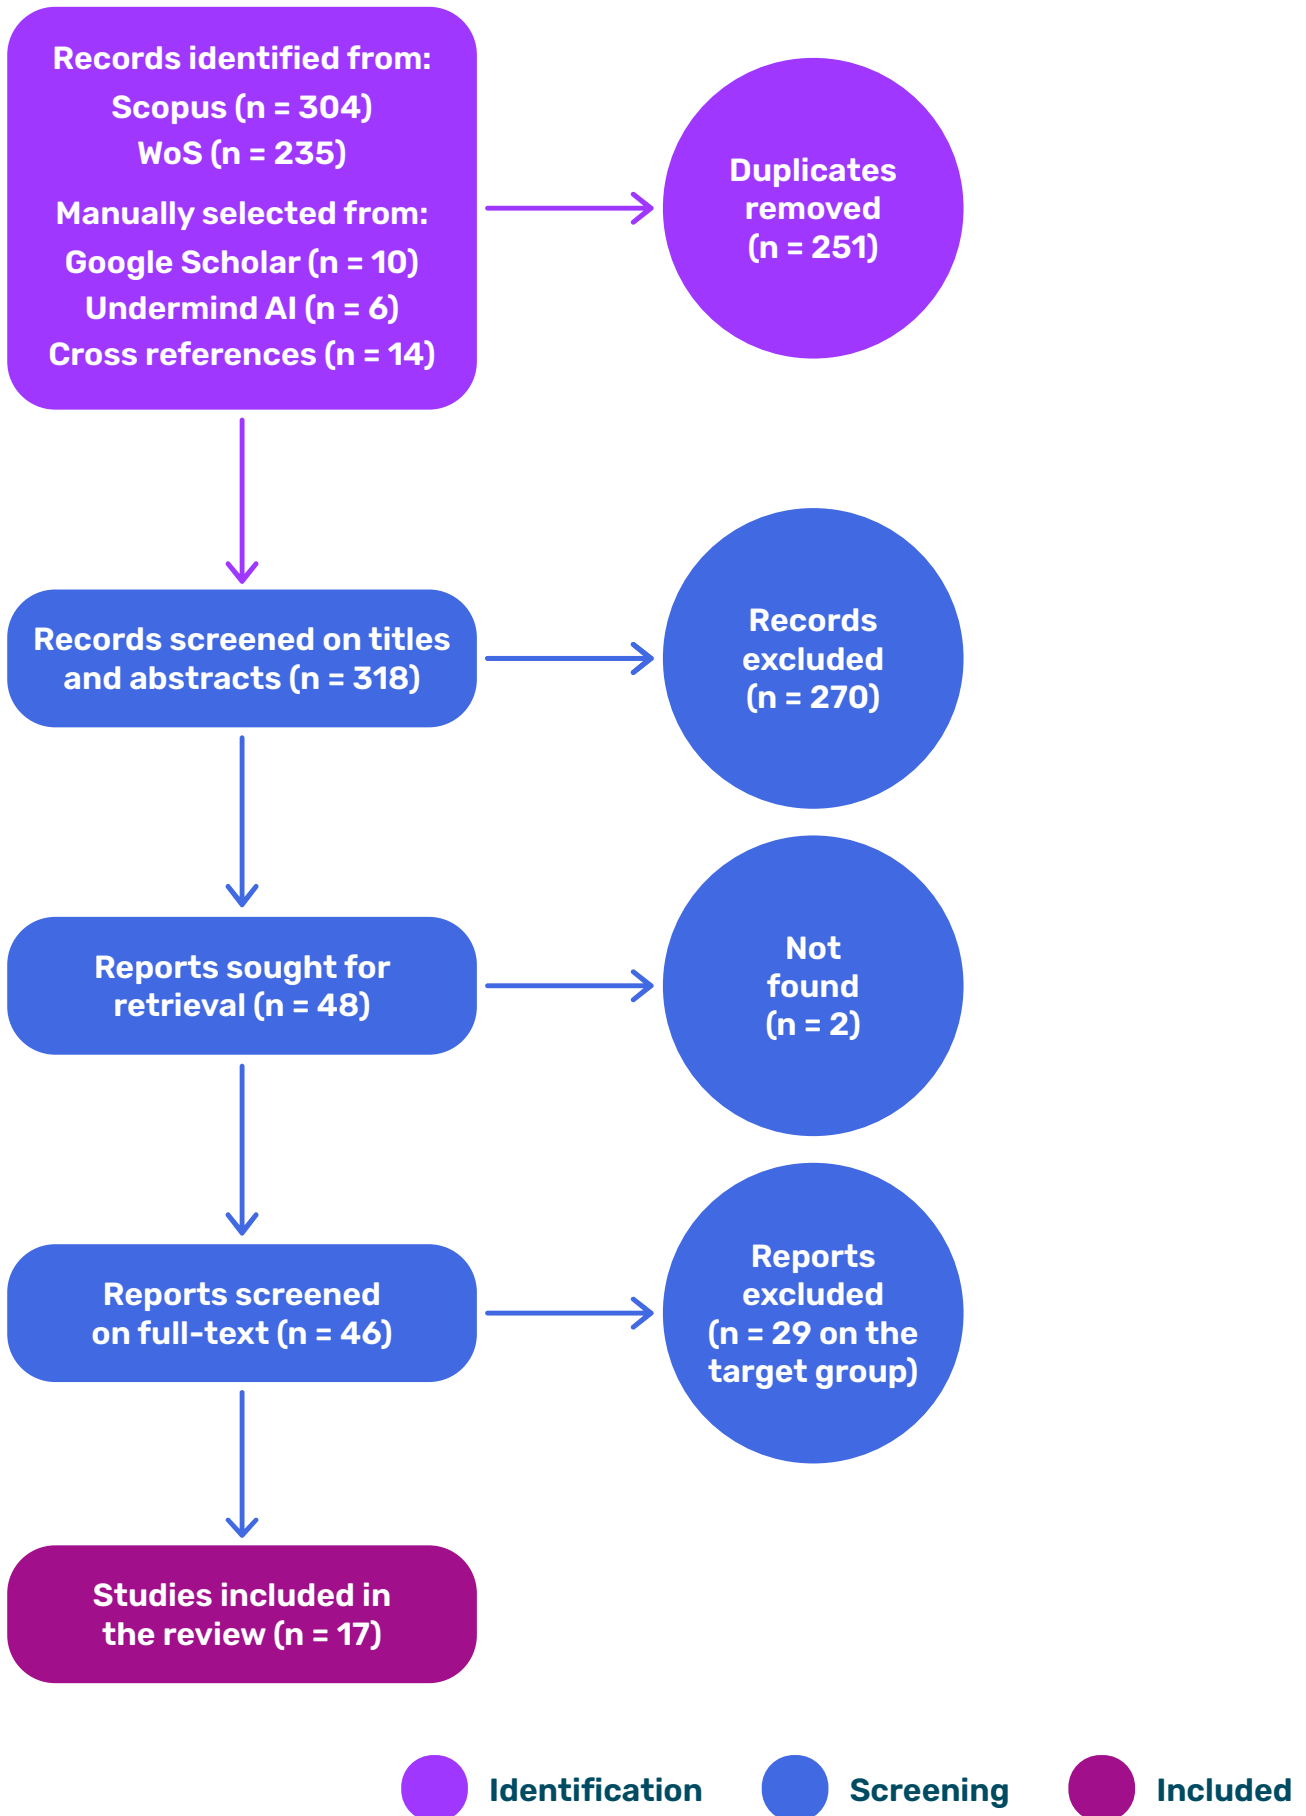 Records identified from:
Scopus (n = 304)
WoS (n = 235)
Manually selected from:
Google Scholar (n = 10)
Undermind AI (n = 6)
Cross references (n = 14)
Duplicates
removed
(n = 251)
Records screened on titles
and abstracts (n = 318)
Records
excluded
(n = 270)
Reports sought for
retrieval (n = 48)
Not
found
(n = 2)
Reports screened
on full-text (n = 46)
Reports
excluded
(n = 29 on the
target group)
Studies included in
the review (n = 17)
Identification
Screening
Included